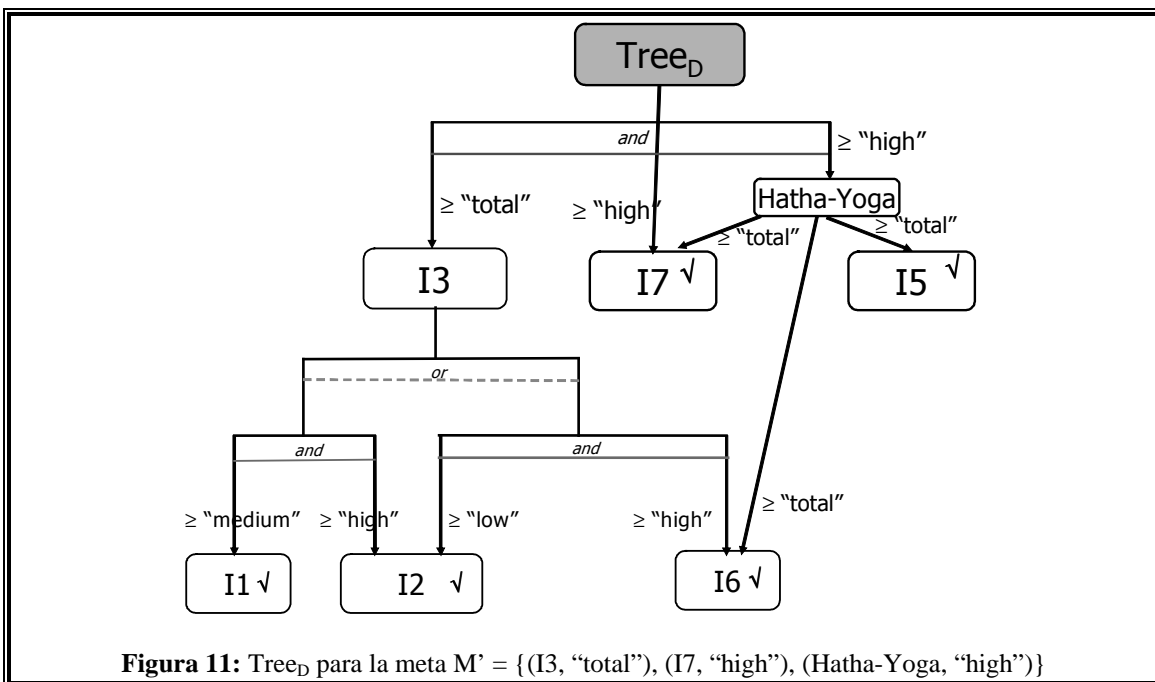 Tree_D
and
≥ “high”
Hatha-Yoga
≥ “total”
≥ “high”
≥ “total”
≥ “total”
I3
I7 √
I5 √
or
and
and
≥ “total”
≥ “medium”
≥ “high”
≥ “low”
≥ “high”
I1 √
I2 √
I6 √
Figura 11: Tree_D para la meta M’ = {(I3, “total”), (I7, “high”), (Hatha-Yoga, “high”)}